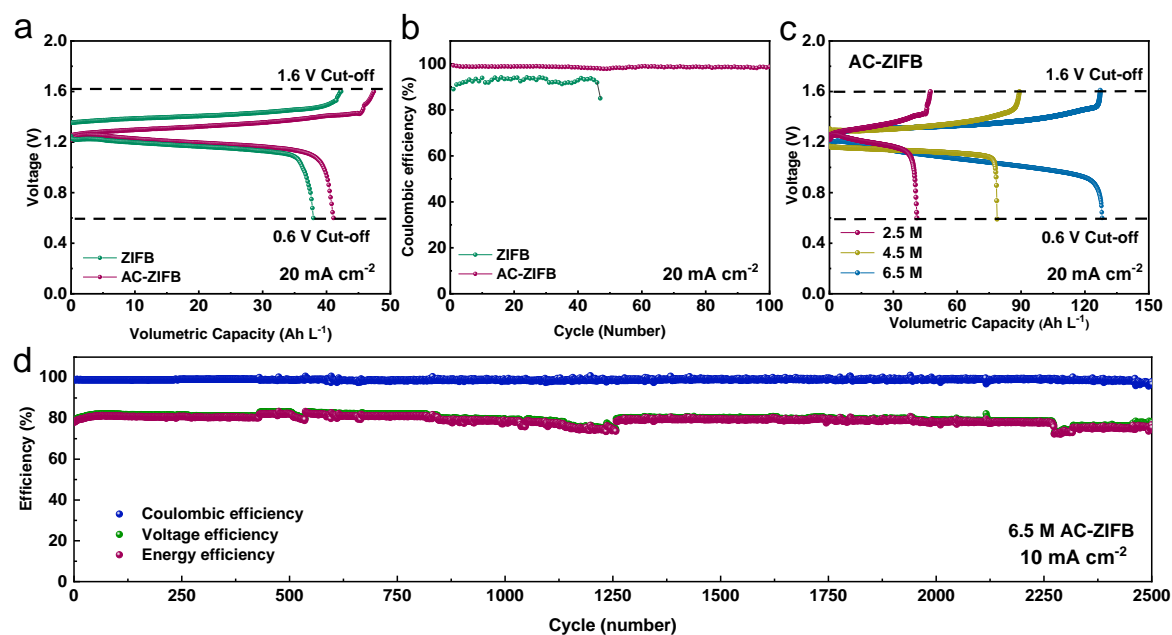 a
2.0
1.6
1.2
0.8
0.4
0.0
Voltage (V)
1.6 V Cut-off
0.6 V Cut-off
ZIFB
AC-ZIFB
20 mA cm⁻²
0 10 20 30 40 50
Volumetric Capacity (Ah L⁻¹)
b
100
80
60
40
20
0
Coulombic efficiency (%)
ZIFB
AC-ZIFB
20 mA cm⁻²
0 20 40 60 80 100
Cycle (Number)
c
2.0
1.6
1.2
0.8
0.4
0.0
Voltage (V)
AC-ZIFB
1.6 V Cut-off
0.6 V Cut-off
2.5 M
4.5 M
6.5 M
20 mA cm⁻²
0 30 60 90 120 150
Volumetric Capacity (Ah L⁻¹)
d
100
80
60
40
20
0
Efficiency (%)
Coulombic efficiency
Voltage efficiency
Energy efficiency
6.5 M AC-ZIFB
10 mA cm⁻²
0 250 500 750 1000 1250 1500 1750 2000 2250 2500
Cycle (number)